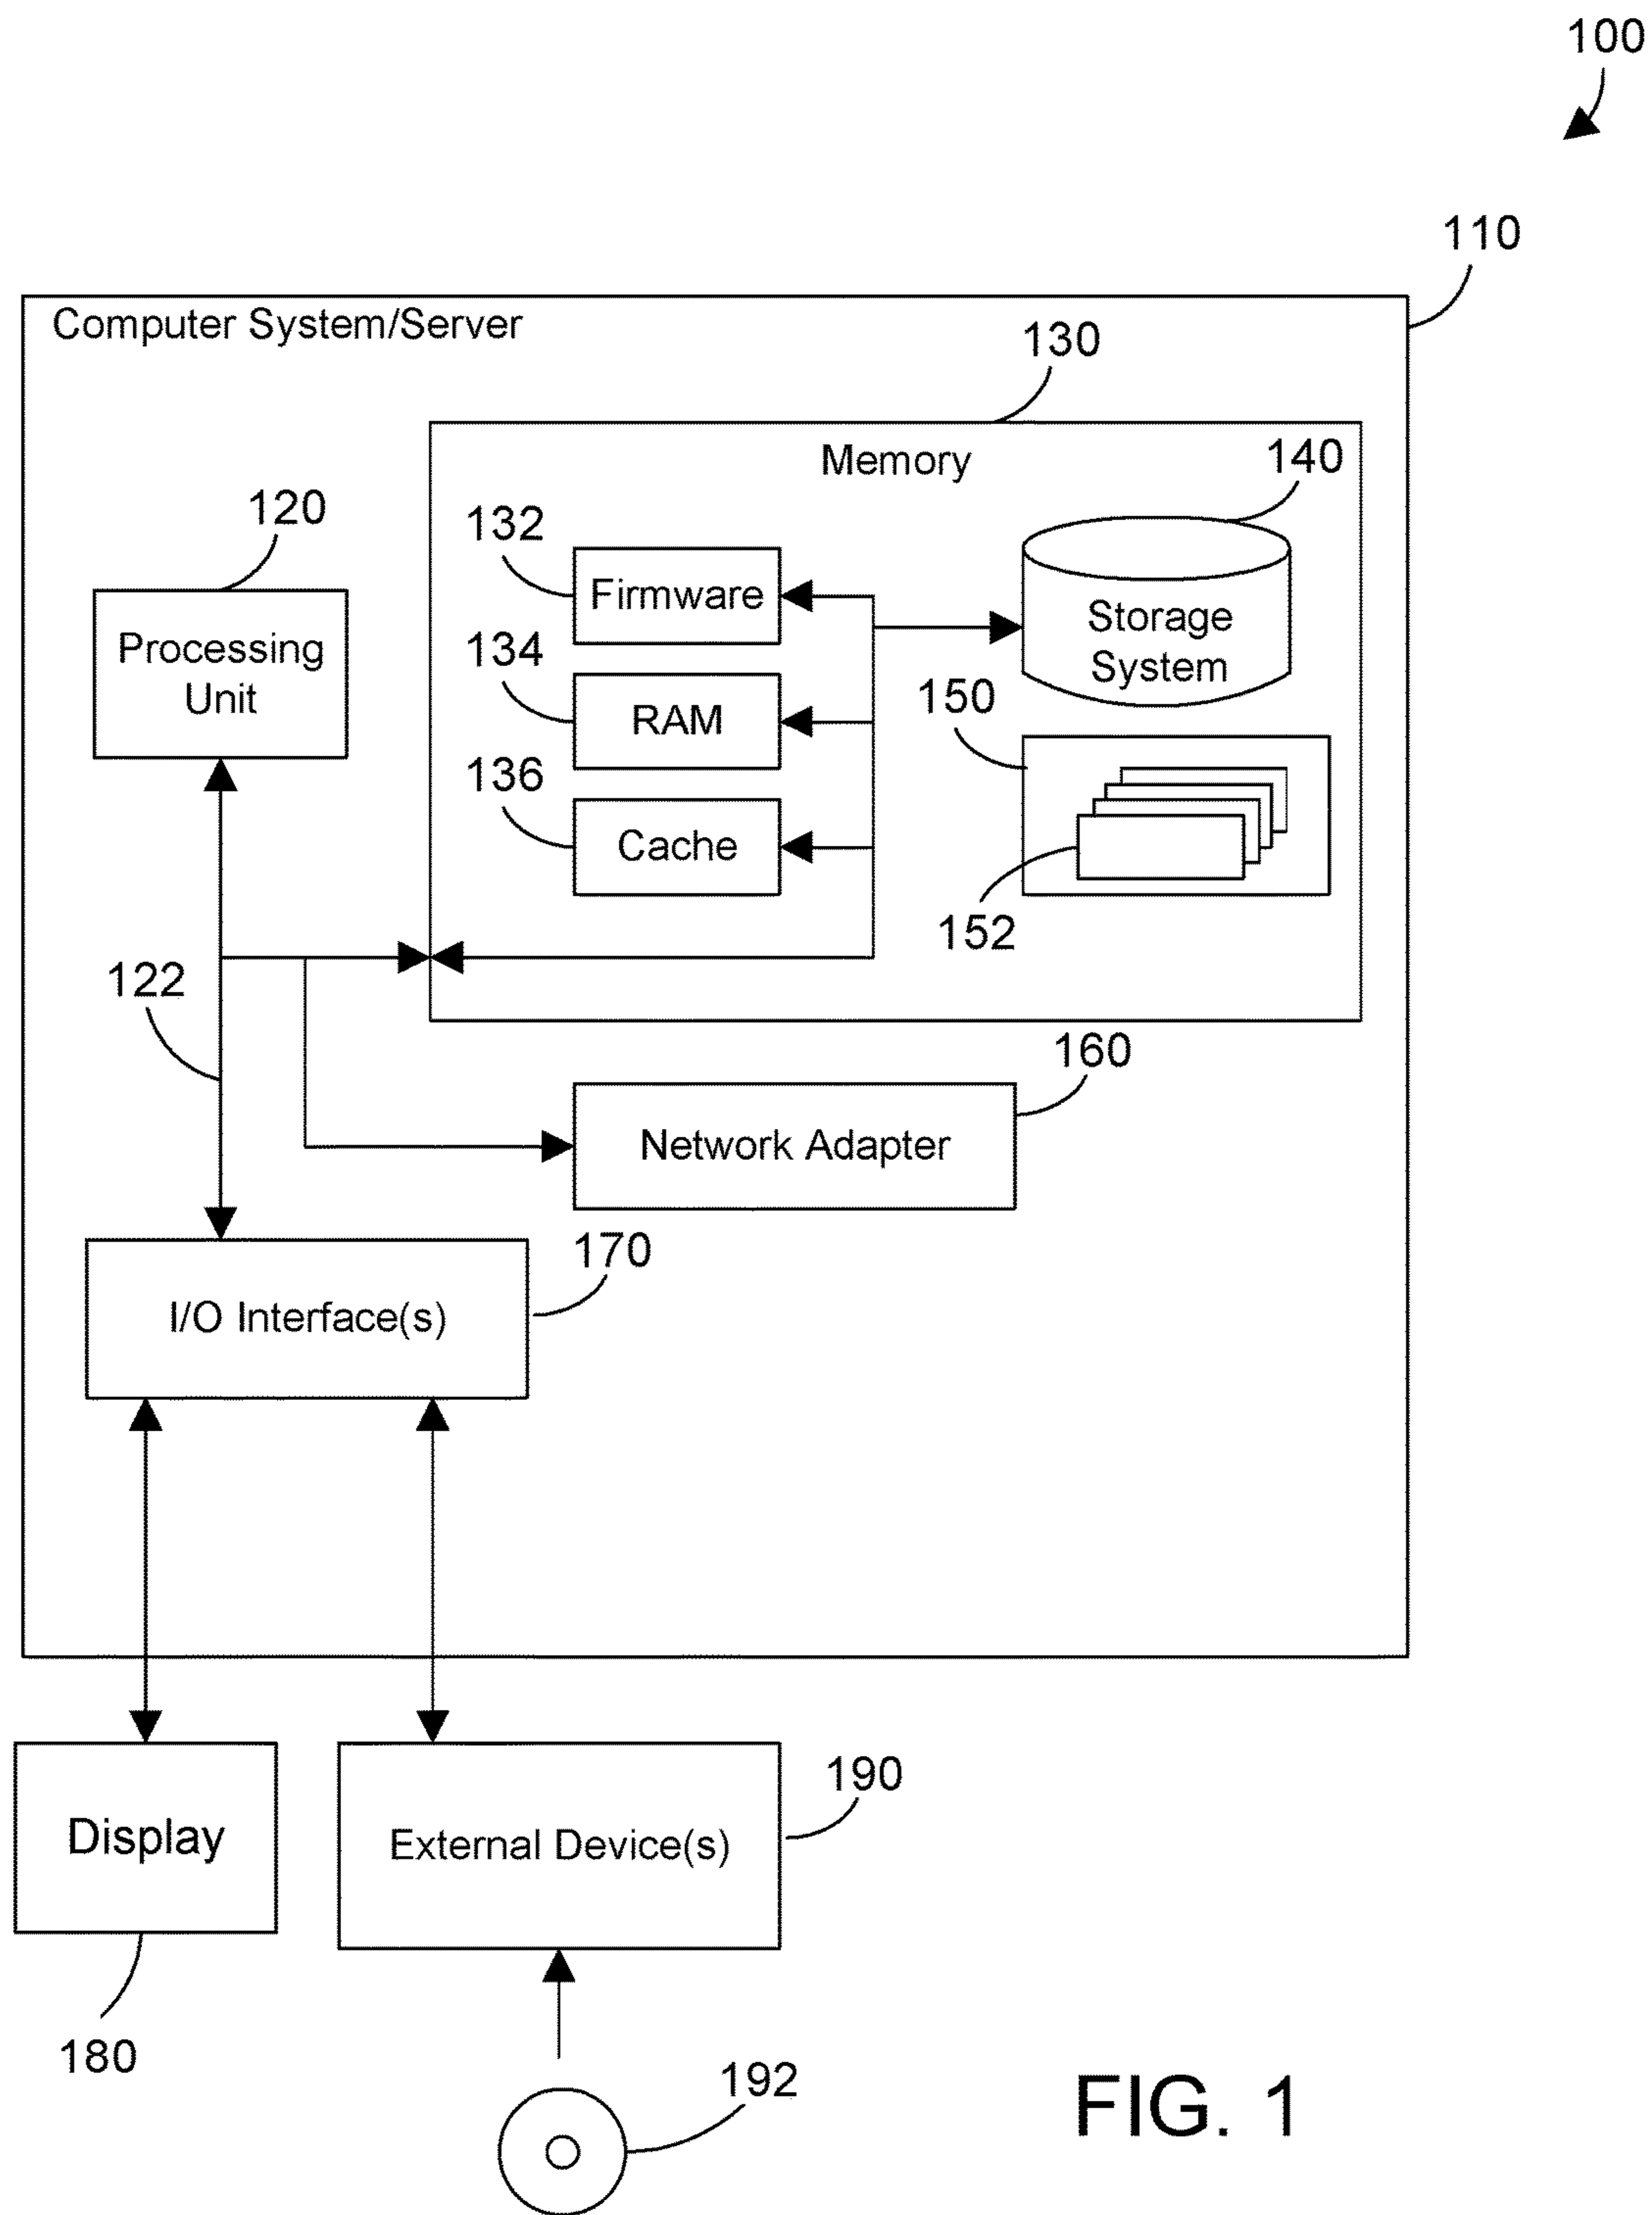 100
110
Computer System/Server
130
Memory
140
120
132
Firmware
Storage
System
Processing
Unit
134
RAM
150
136
Cache
152
122
160
Network Adapter
170
I/O Interface(s)
190
Display
External Device(s)
180
192
FIG. 1